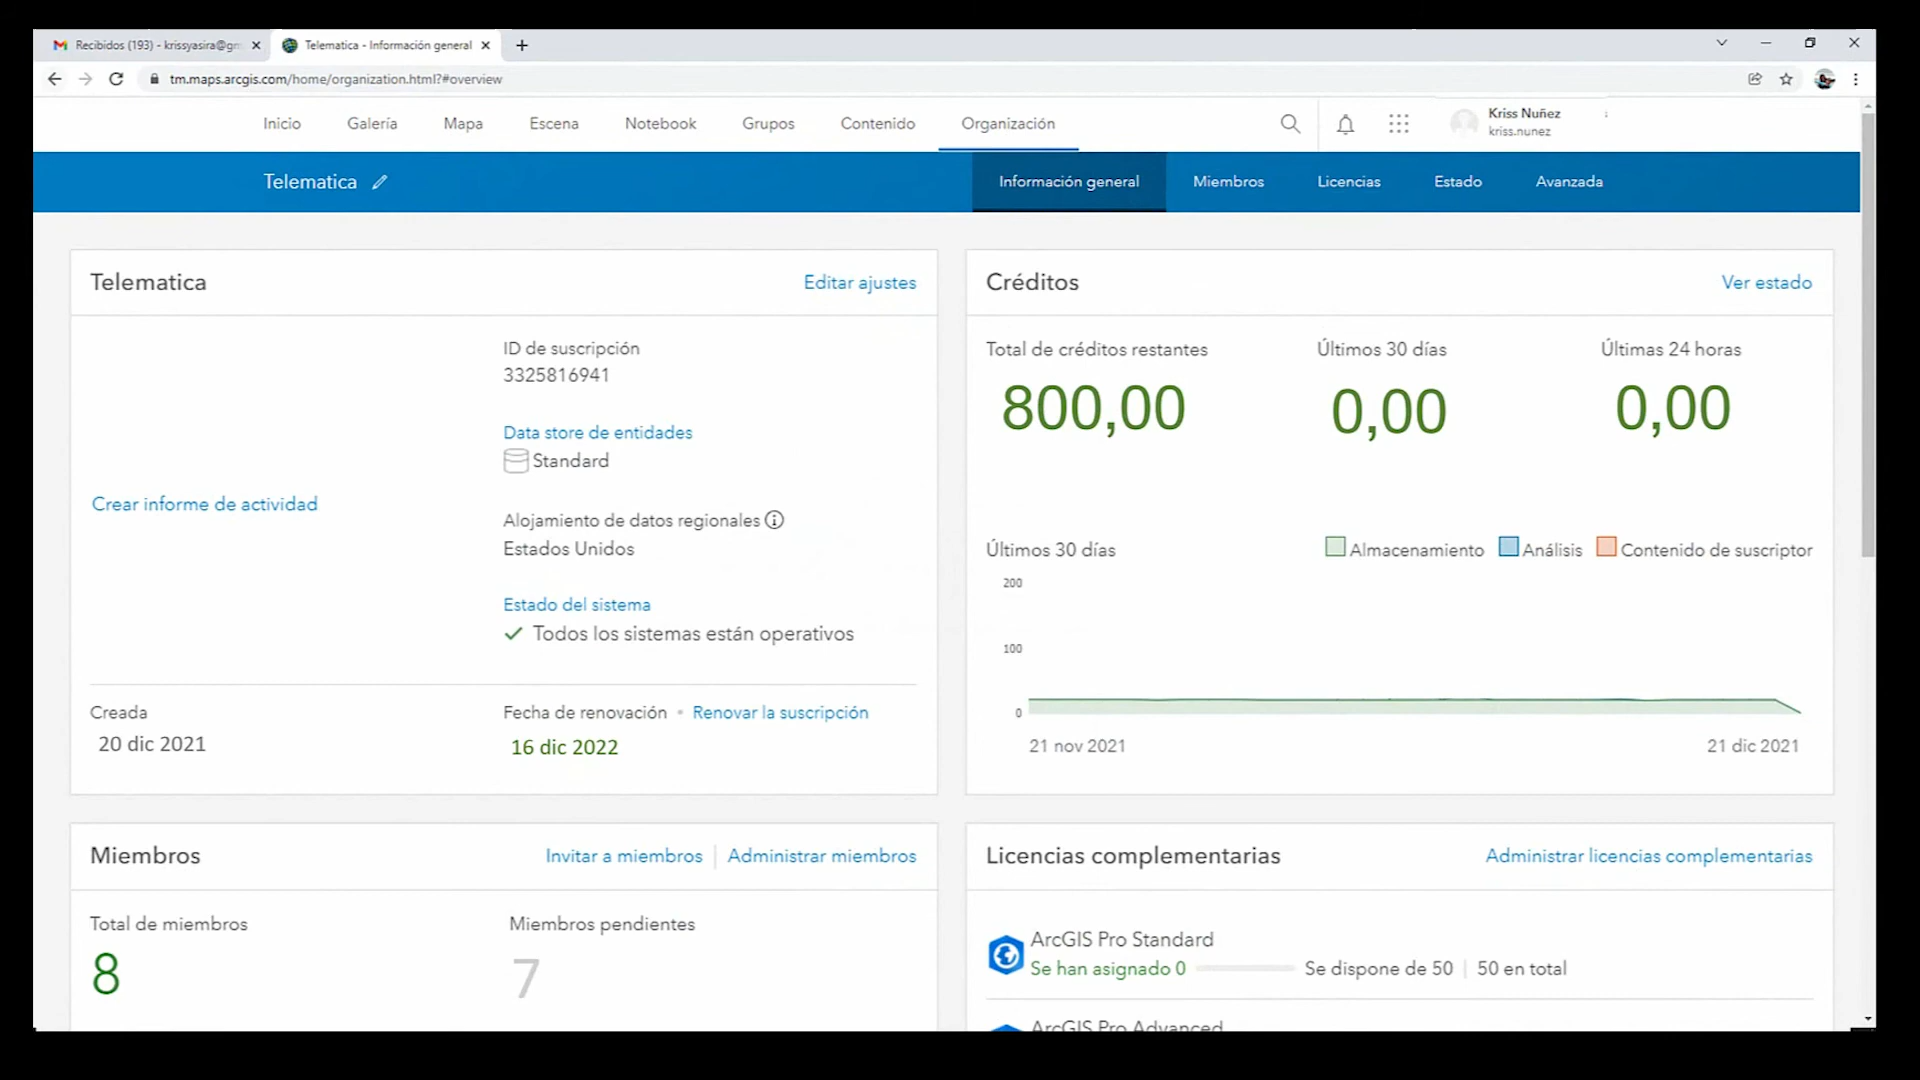 Recibidos (193) - krissyasira@gm
Telematica - Información general
tm.maps.arcgis.com/home/organization.html?#overview
Inicio
Galería
Mapa
Escena
Notebook
Grupos
Contenido
Organización
Kriss Nuñez
kriss.nunez
Telematica
Información general
Miembros
Licencias
Estado
Avanzada
Telematica
Editar ajustes
ID de suscripción
3325816941
Data store de entidades
Standard
Crear informe de actividad
Alojamiento de datos regionales
Estados Unidos
Estado del sistema
Todos los sistemas están operativos
Creada
20 dic 2021
Fecha de renovación • Renovar la suscripción
16 dic 2022
Créditos
Ver estado
Total de créditos restantes
800,00
Últimos 30 días
0,00
Últimas 24 horas
0,00
Últimos 30 días
Almacenamiento
Análisis
Contenido de suscriptor
200
100
0
21 nov 2021
21 dic 2021
Miembros
Invitar a miembros
Administrar miembros
Total de miembros
8
Miembros pendientes
7
Licencias complementarias
Administrar licencias complementarias
ArcGIS Pro Standard
Se han asignado 0
Se dispone de 50
50 en total
ArcGIS Pro Advanced